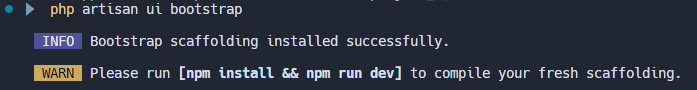 php artisan ui bootstrap
INFO Bootstrap scaffolding installed successfully.
WARN Please run [npm install && npm run dev] to compile your fresh scaffolding.